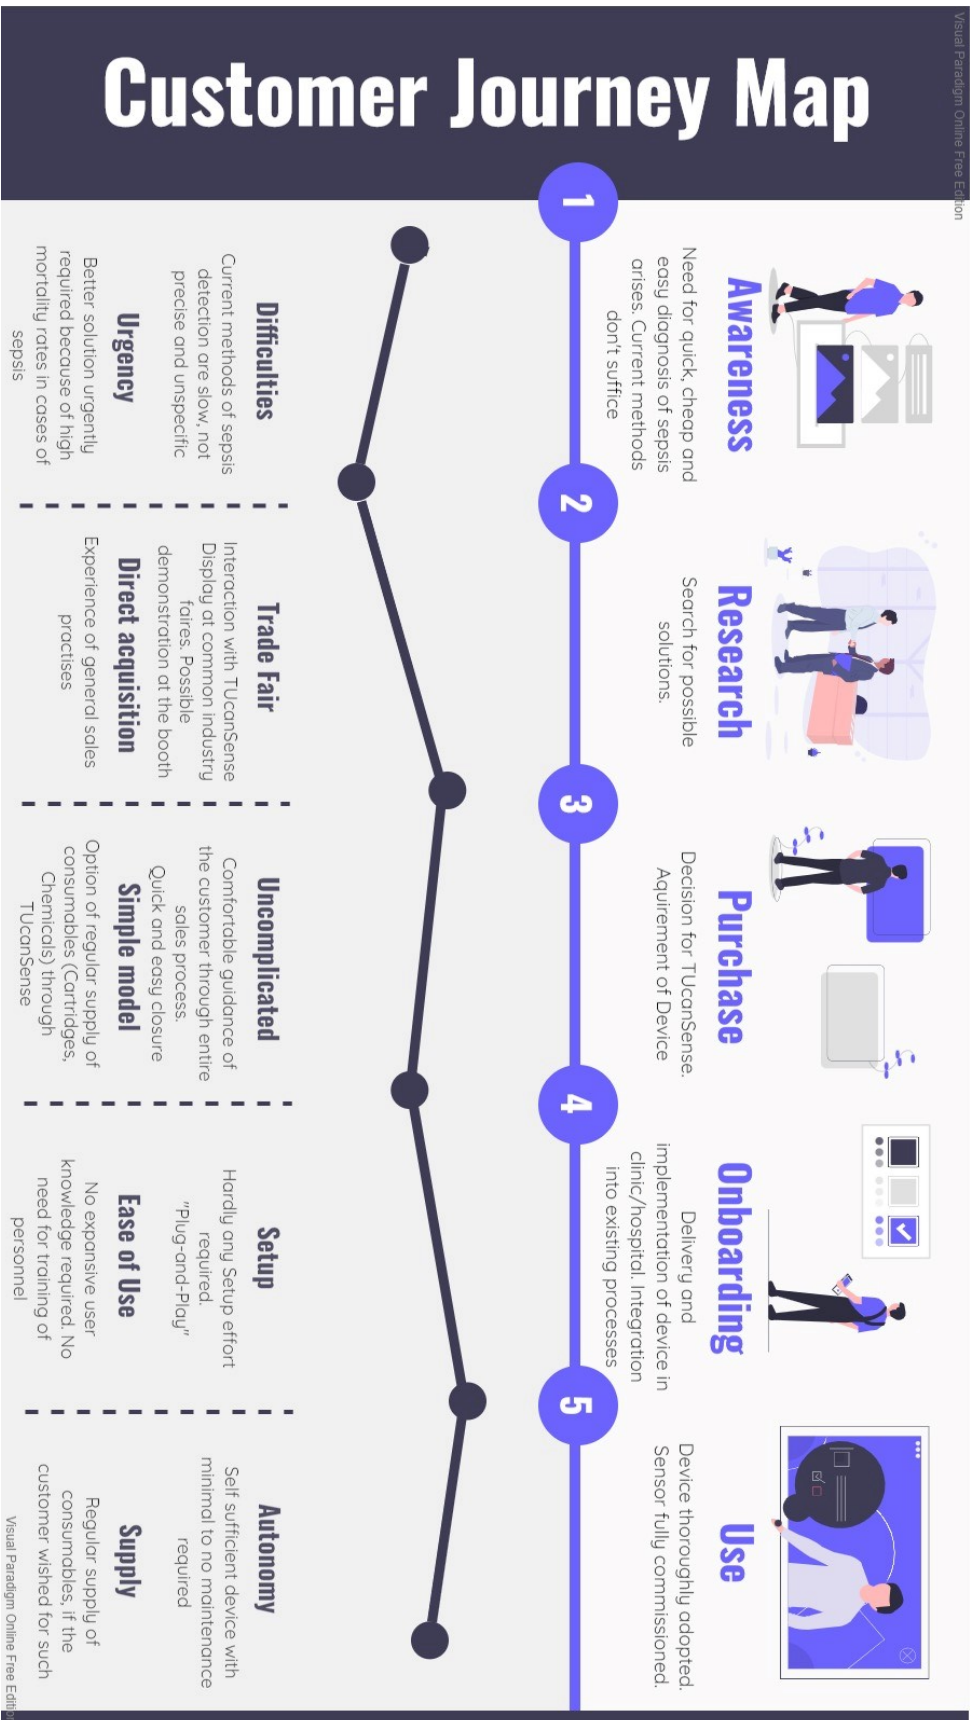 Visual Paradigm Online Free Edition
Customer Journey Map
1
Awareness
Need for quick, cheap and
easy diagnosis of sepsis
arises. Current methods
don't suffice
2
Research
Search for possible
solutions.
3
Purchase
Decision for TUcanSense.
Aquirement of Device
4
Onboarding
Delivery and
implementation of device in
clinic/hospital. Integration
into existing processes
5
Use
Device thoroughly adopted.
Sensor fully commissioned.
Difficulties
Current methods of sepsis
detection are slow, not
precise and unspecific
Urgency
Better solution urgently
required because of high
mortality rates in cases of
sepsis
Trade Fair
Interaction with TUcanSense
Display at common industry
faires. Possible
demonstration at the booth
Direct acquisition
Experience of general sales
practises
Uncomplicated
Comfortable guidance of
the customer through entire
sales process.
Quick and easy closure
Simple model
Option of regular supply of
consumables (Cartridges,
Chemicals) through
TUcanSense
Setup
Hardly any Setup effort
required.
"Plug-and-Play"
Ease of Use
No expansive user
knowledge required. No
need for training of
personnel
Autonomy
Self sufficient device with
minimal to no maintenance
required
Supply
Regular supply of
consumables, if the
customer wished for such
Visual Paradigm Online Free Editio